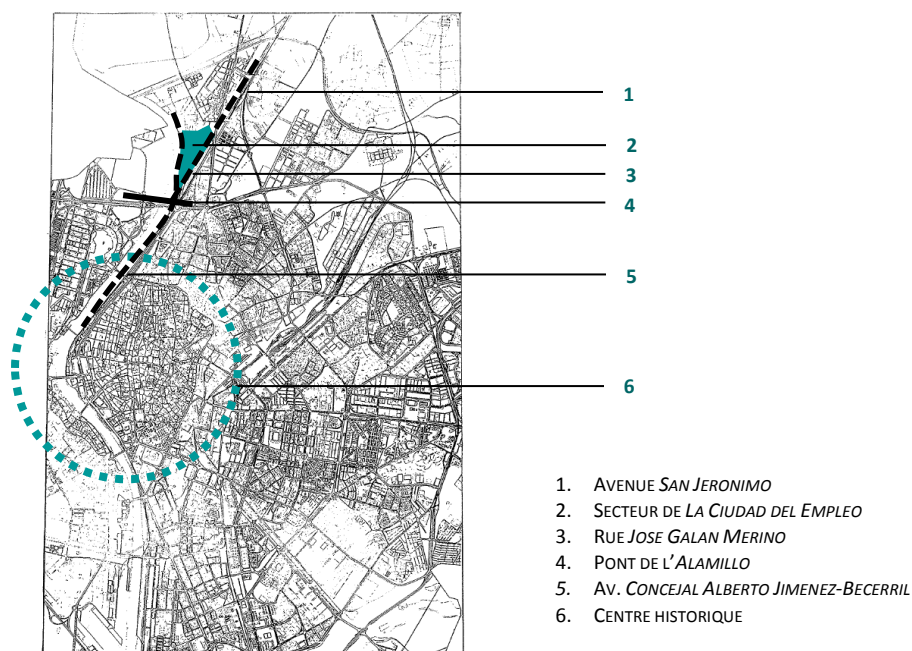 1
2
3
4
5
6
1. AVENUE SAN JERONIMO
2. SECTEUR DE LA CIUDAD DEL EMPLEO
3. RUE JOSE GALAN MERINO
4. PONT DE L'ALAMILLO
5. AV. CONCEJAL ALBERTO JIMENEZ-BECERRIL
6. CENTRE HISTORIQUE